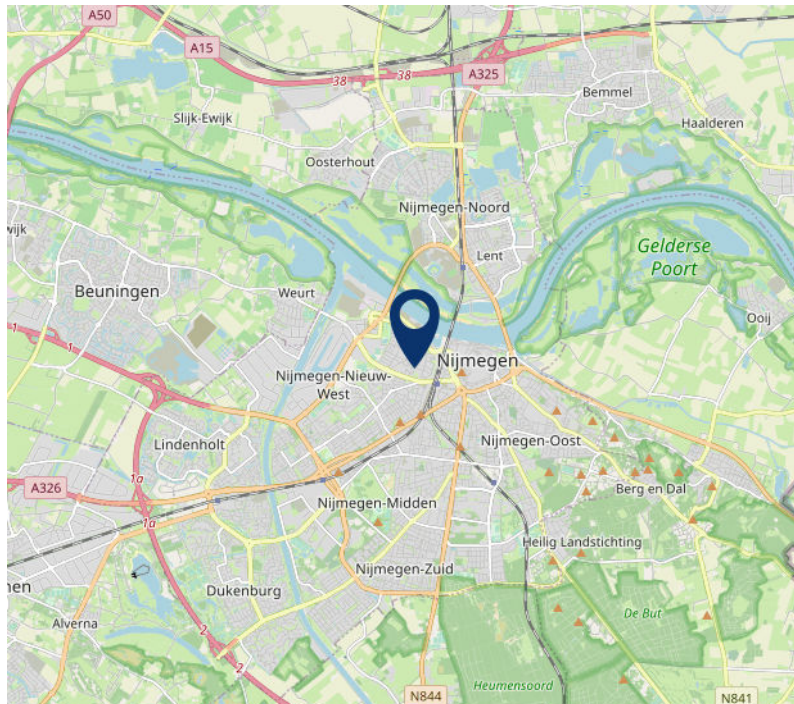 A50
A15
38
38
A325
Bemmel
Slijk-Ewijk
Haalderen
Oosterhout
Nijmegen-Noord
wijk
Gelderse
Poort
Lent
Beuningen
Weurt
Ooij
1
1
Nijmegen
Nijmegen-Nieuw-
West
Lindenholt
Nijmegen-Oost
1a
A326
Berg en Dal
Nijmegen-Midden
1a
Heilig Landstichting
Nijmegen-Zuid
nen
Dukenburg
De But
Alverna
2
2
Heumensoord
N844
N841